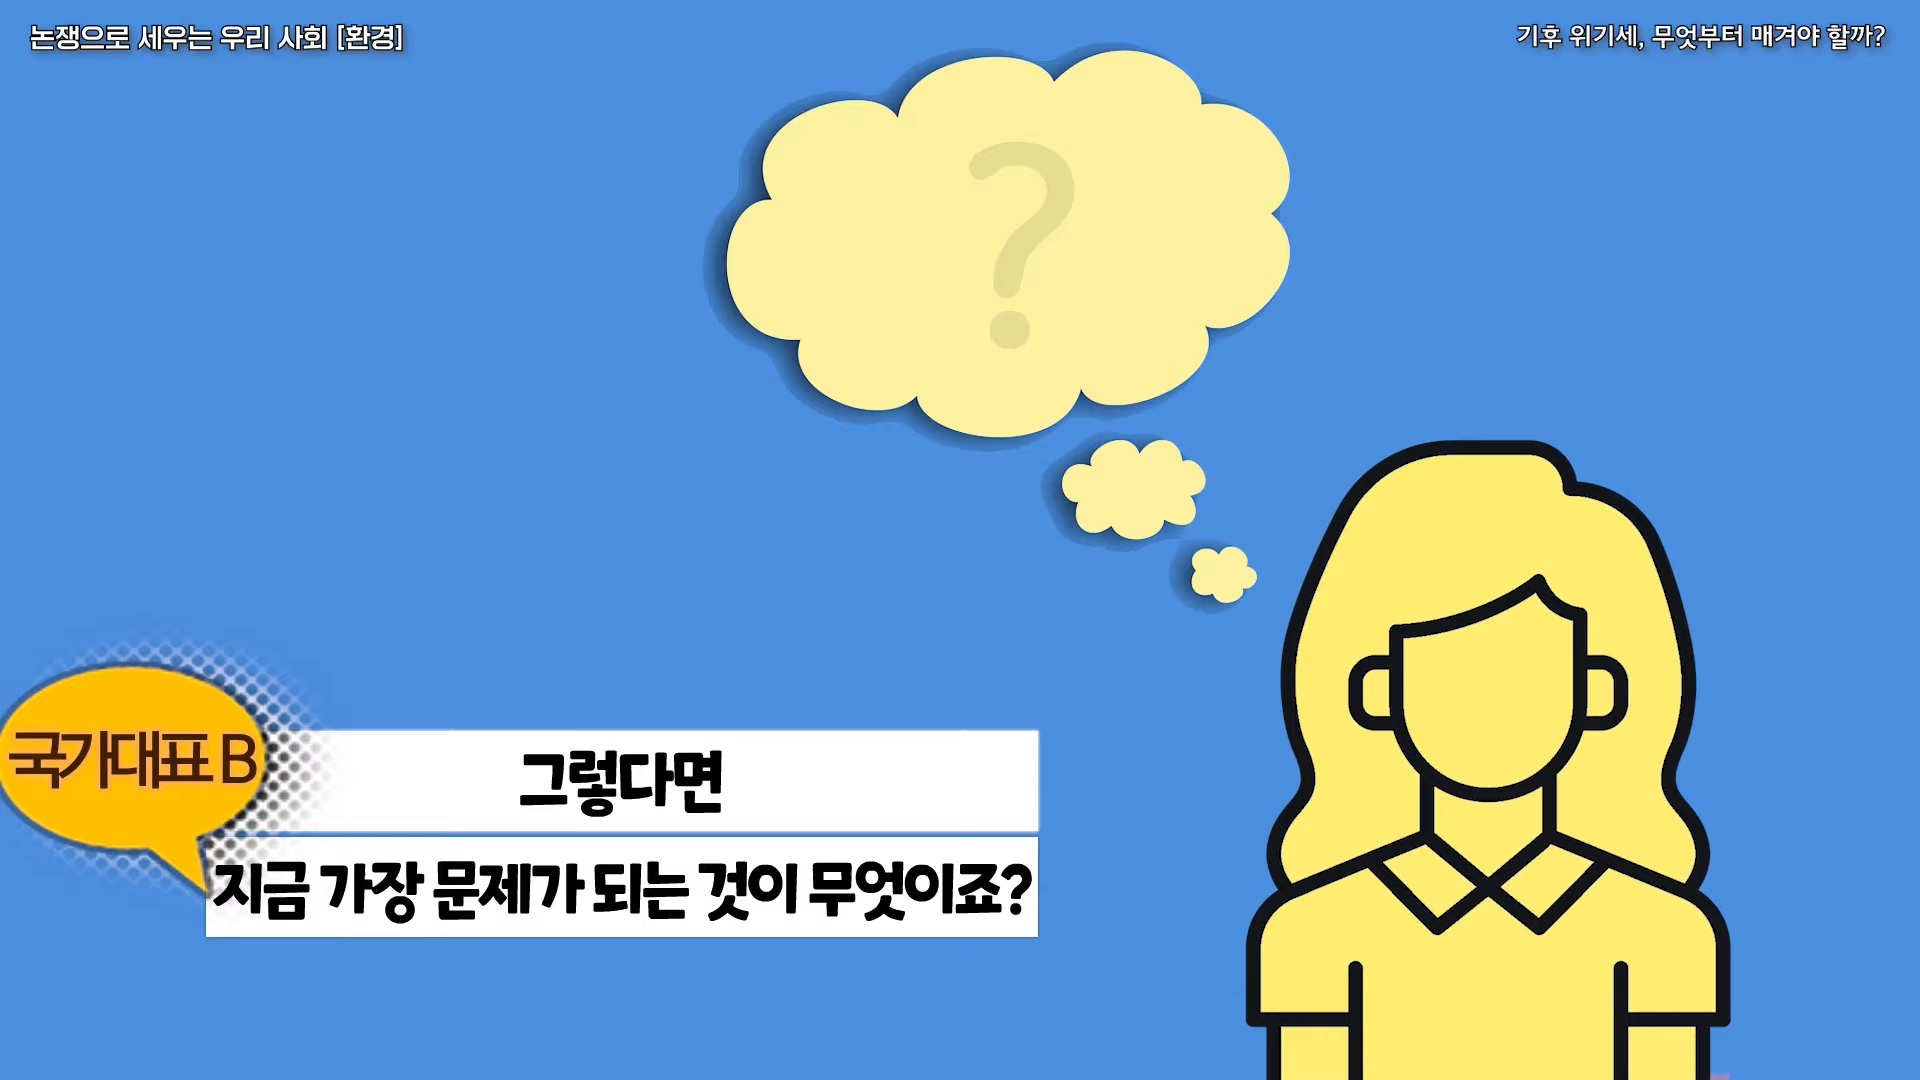 논쟁으로 세우는 우리 사회 [환경]
기후 위기세, 무엇부터 매겨야 할까?
?
국가대표 B
그렇다면
지금 가장 문제가 되는 것이 무엇이죠?